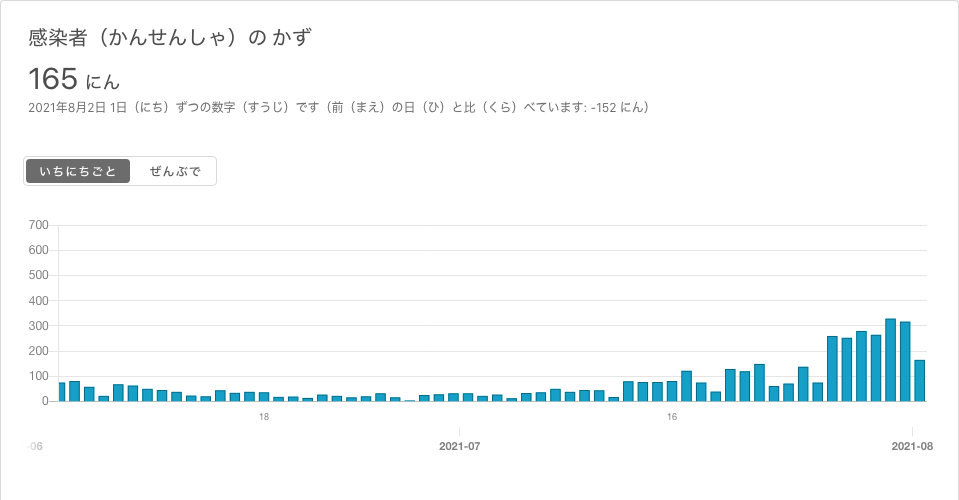 感染者（かんせんしゃ）の かず
165 にん
2021年8月2日 1日（にち）ずつの数字（すうじ）です（前（まえ）の日（ひ）と比（くら）べています: -152 にん）
いちにちごと ぜんぶで
700
600
500
400
300
200
100
0
18 16
2021-07 2021-08